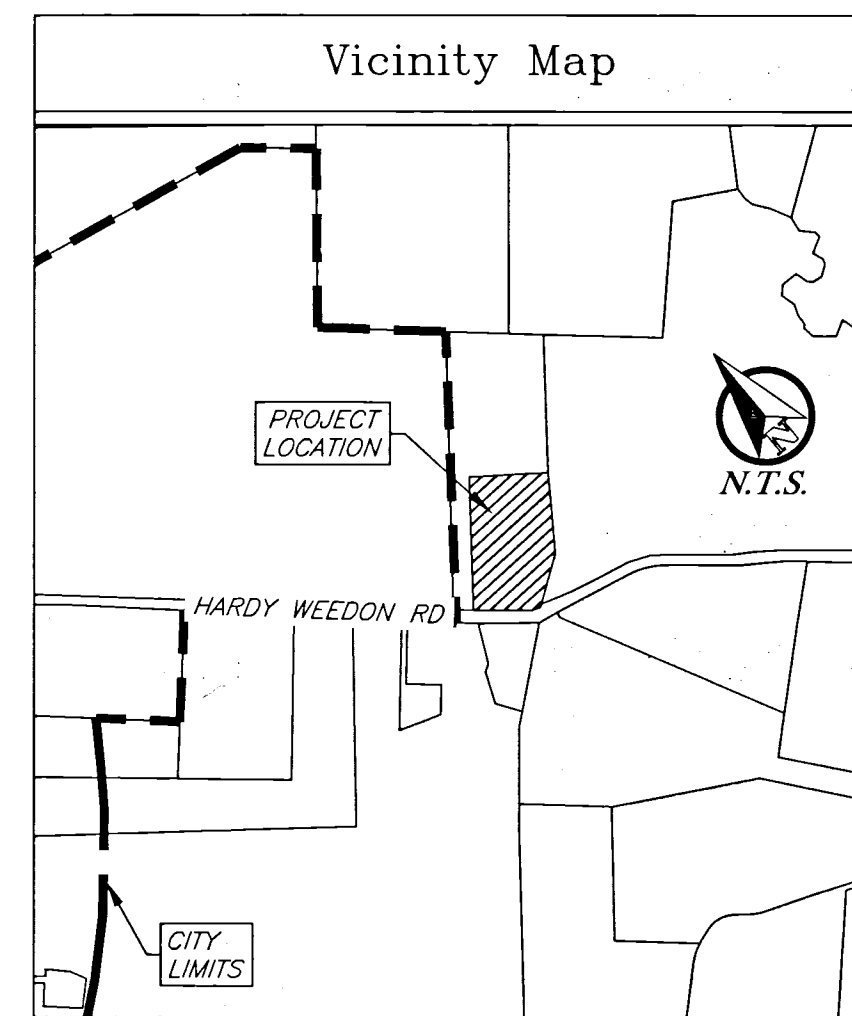 Vicinity Map
PROJECT
LOCATION
N
N.T.S.
HARDY WEEDON RD
CITY
LIMITS